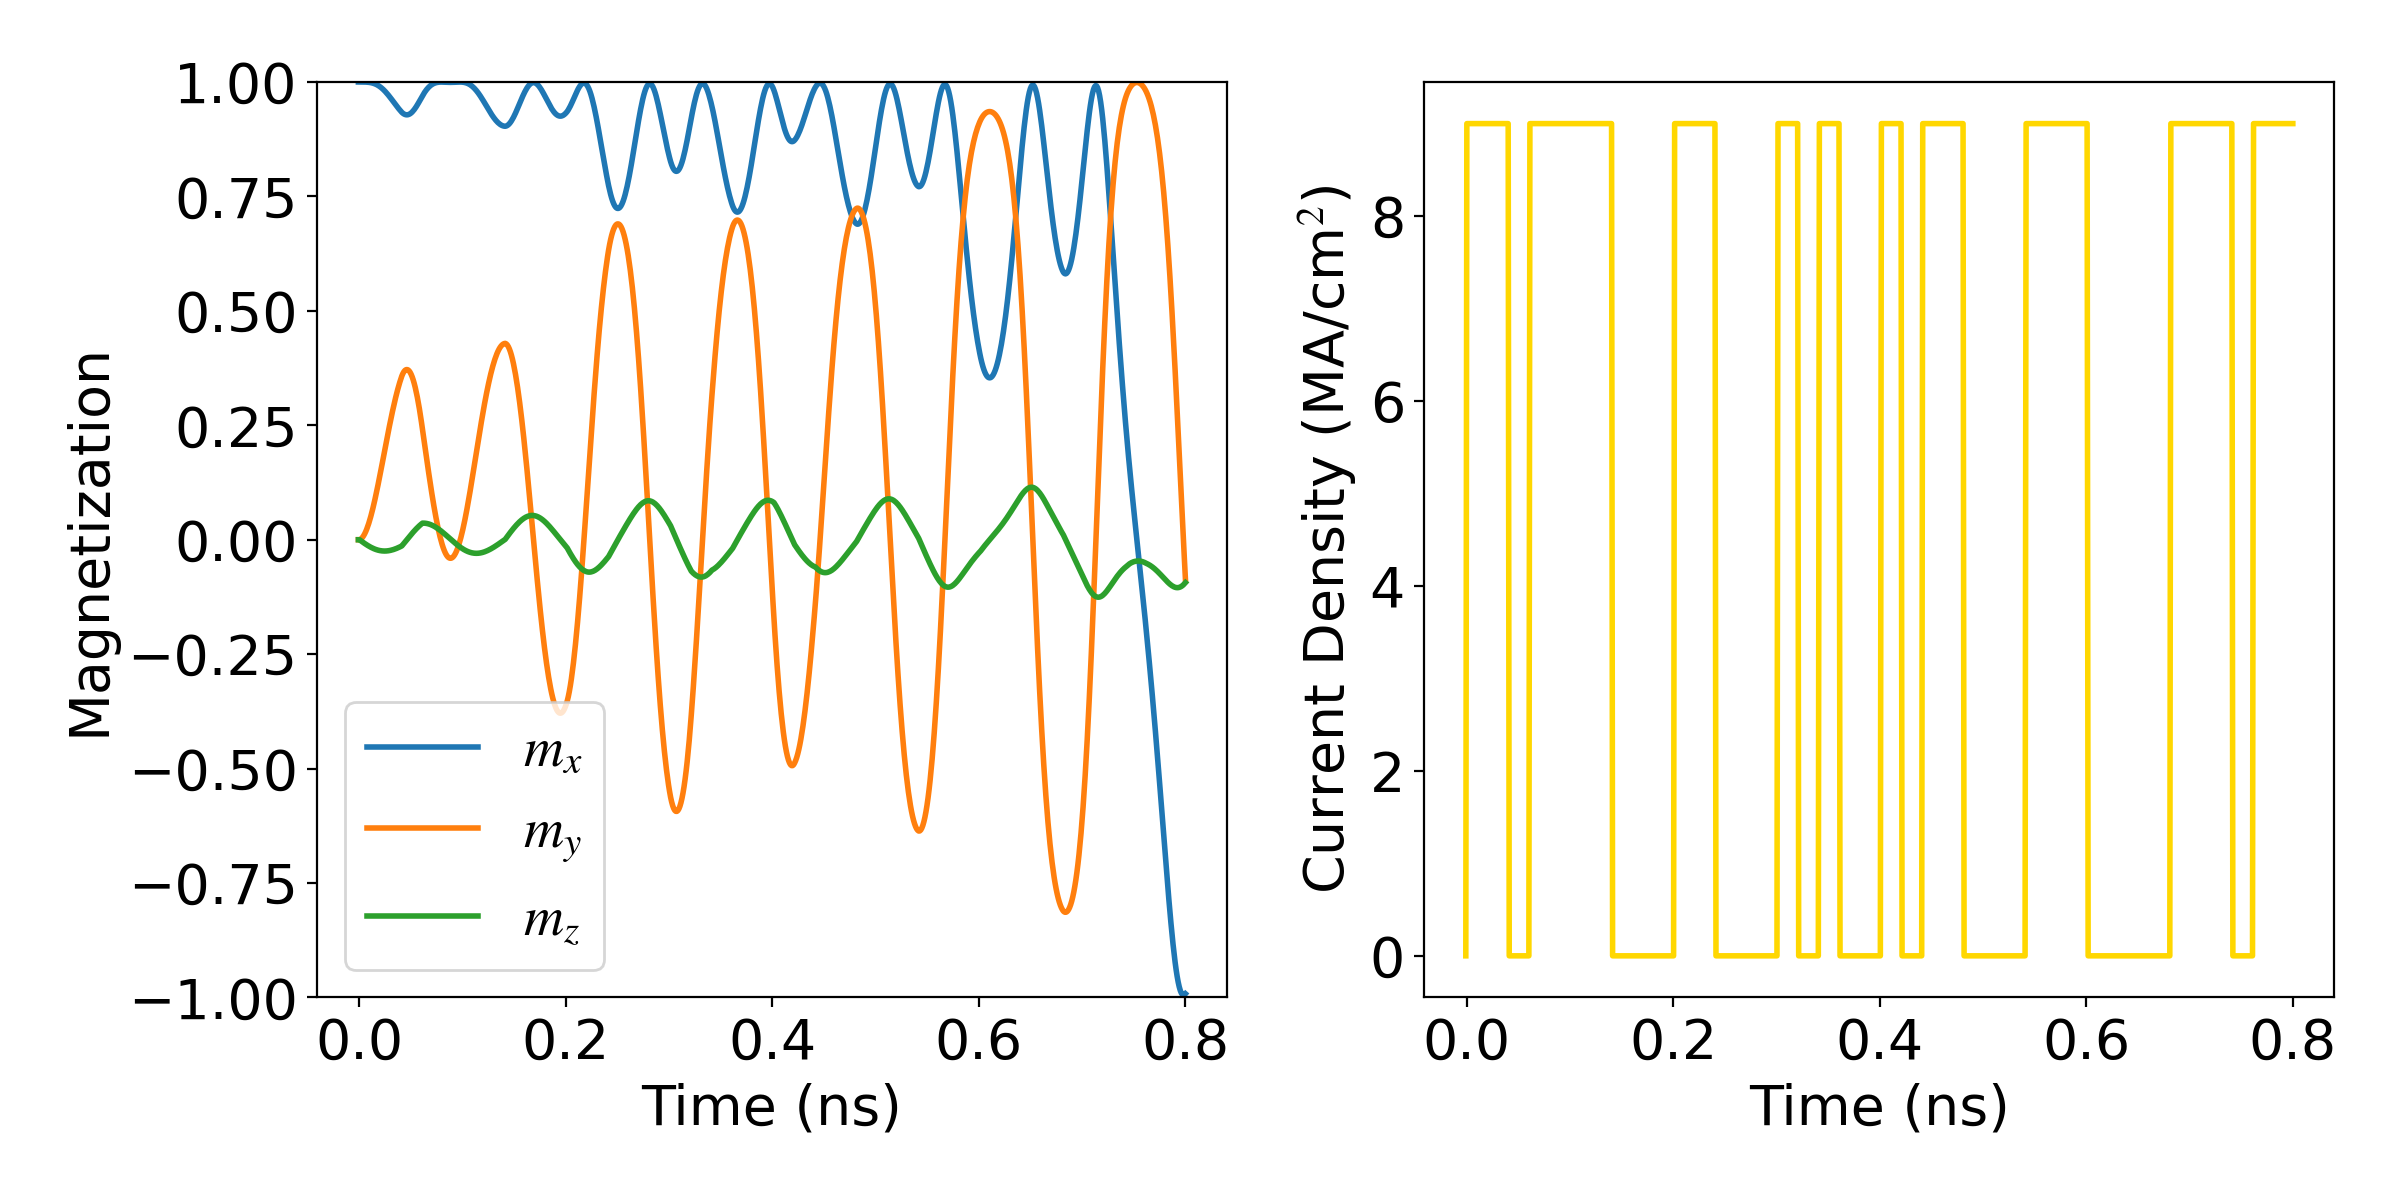 Magnetization
1.00
0.75
0.50
0.25
0.00
−0.25
−0.50
−0.75
−1.00
m_x
m_y
m_z
0.0 0.2 0.4 0.6 0.8
Time (ns)
Current Density (MA/cm²)
8
6
4
2
0
0.0 0.2 0.4 0.6 0.8
Time (ns)